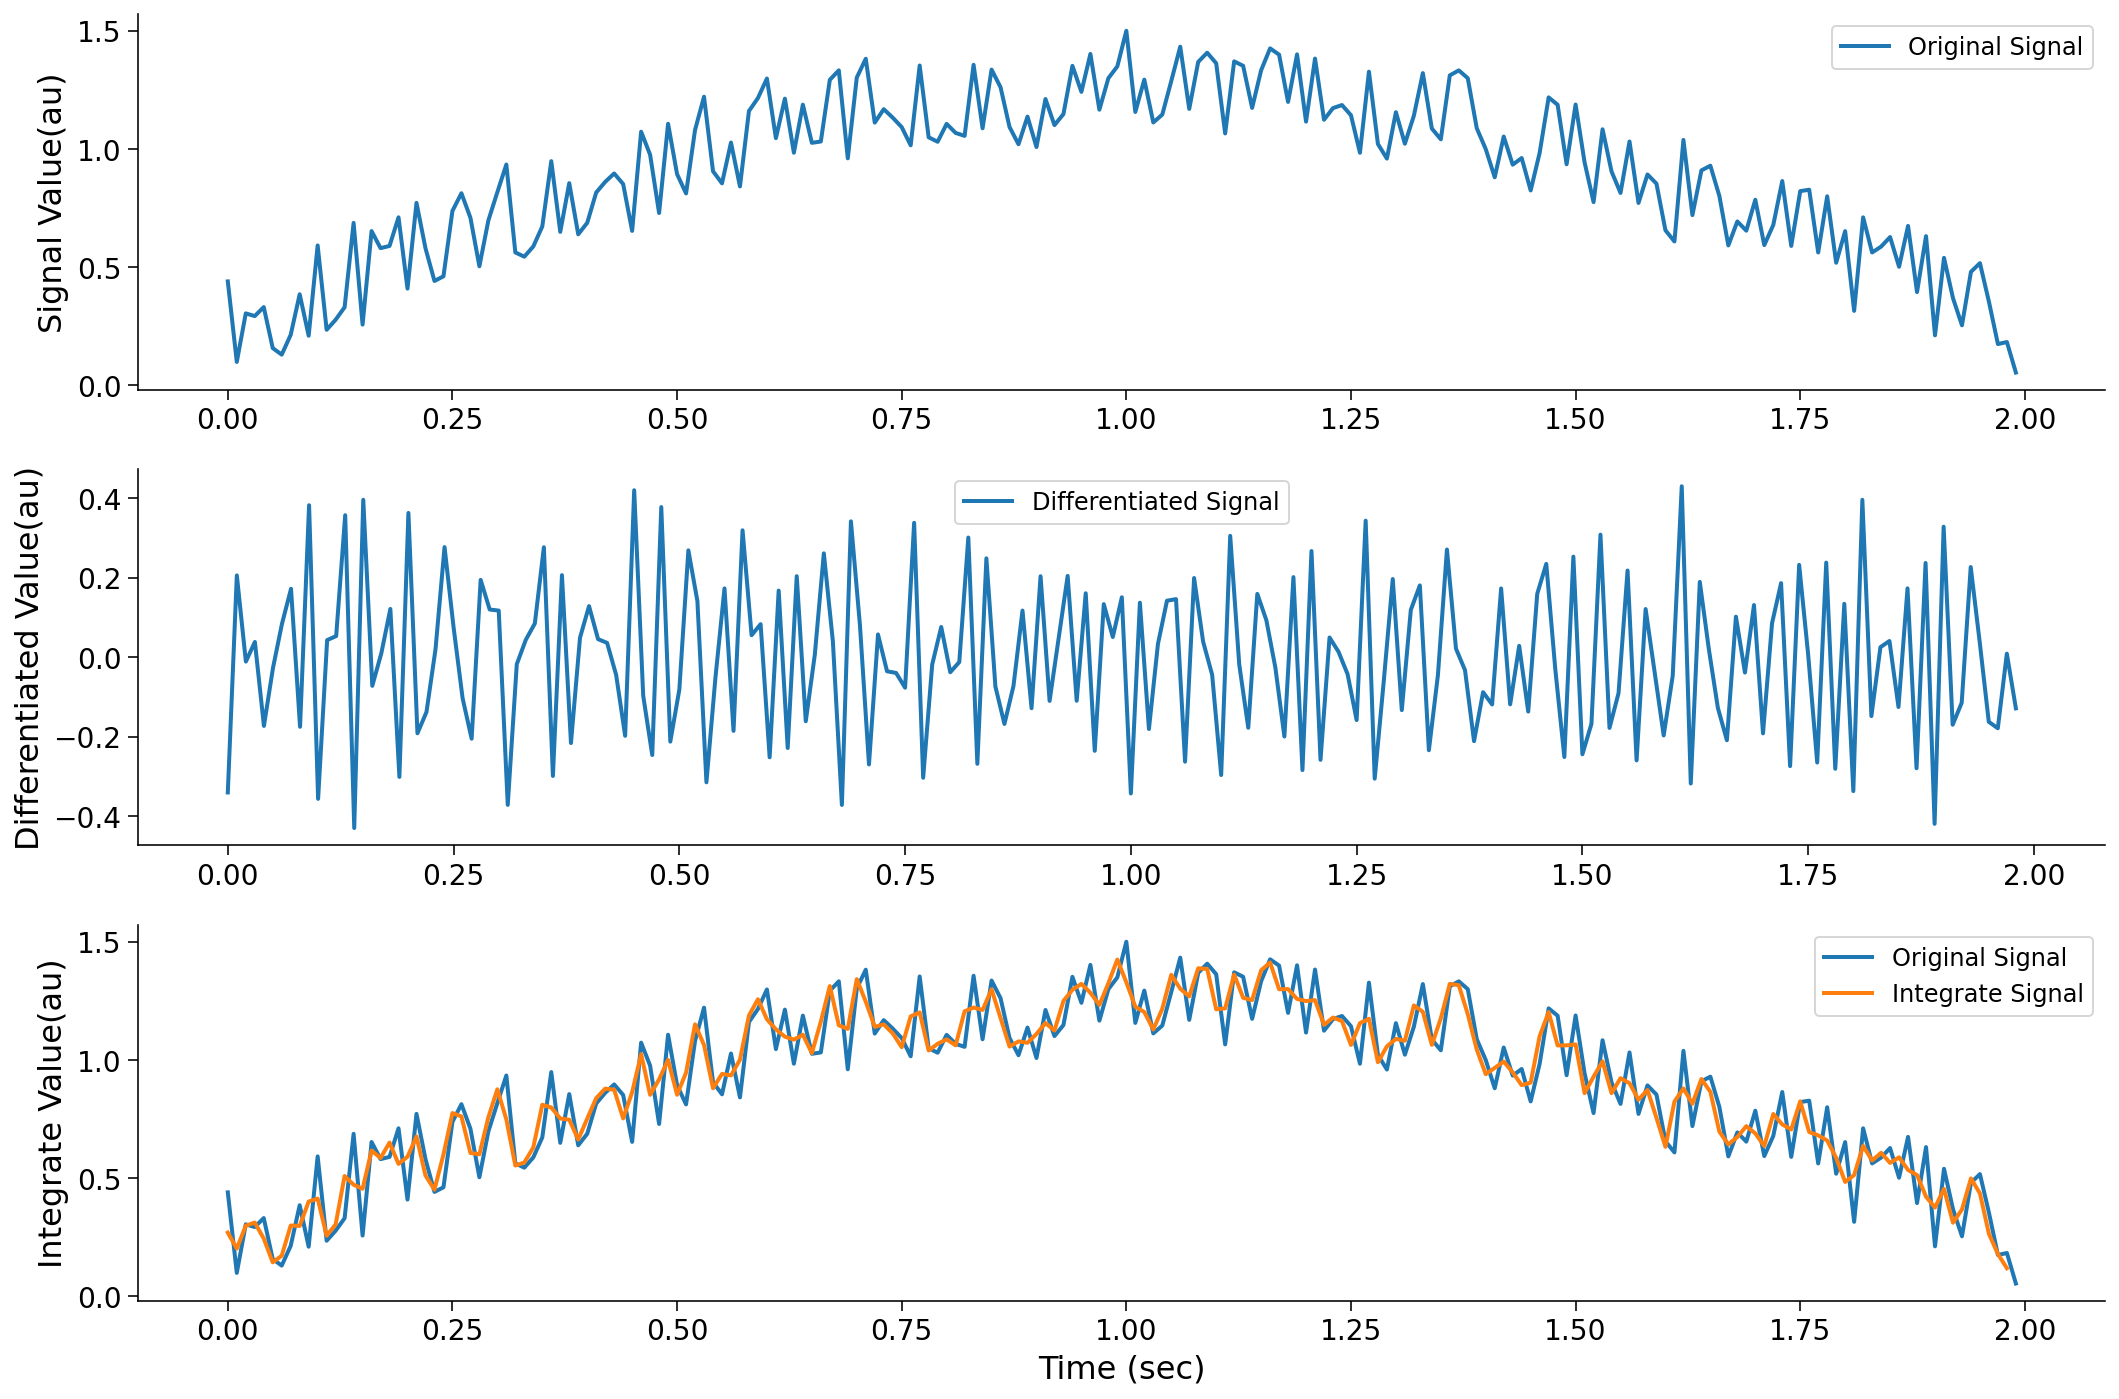 Signal Value(au)
1.5
1.0
0.5
0.0
Original Signal
0.00 0.25 0.50 0.75 1.00 1.25 1.50 1.75 2.00
Differentiated Value(au)
0.4
0.2
0.0
−0.2
−0.4
Differentiated Signal
0.00 0.25 0.50 0.75 1.00 1.25 1.50 1.75 2.00
Integrate Value(au)
1.5
1.0
0.5
0.0
Original Signal
Integrate Signal
0.00 0.25 0.50 0.75 1.00 1.25 1.50 1.75 2.00
Time (sec)